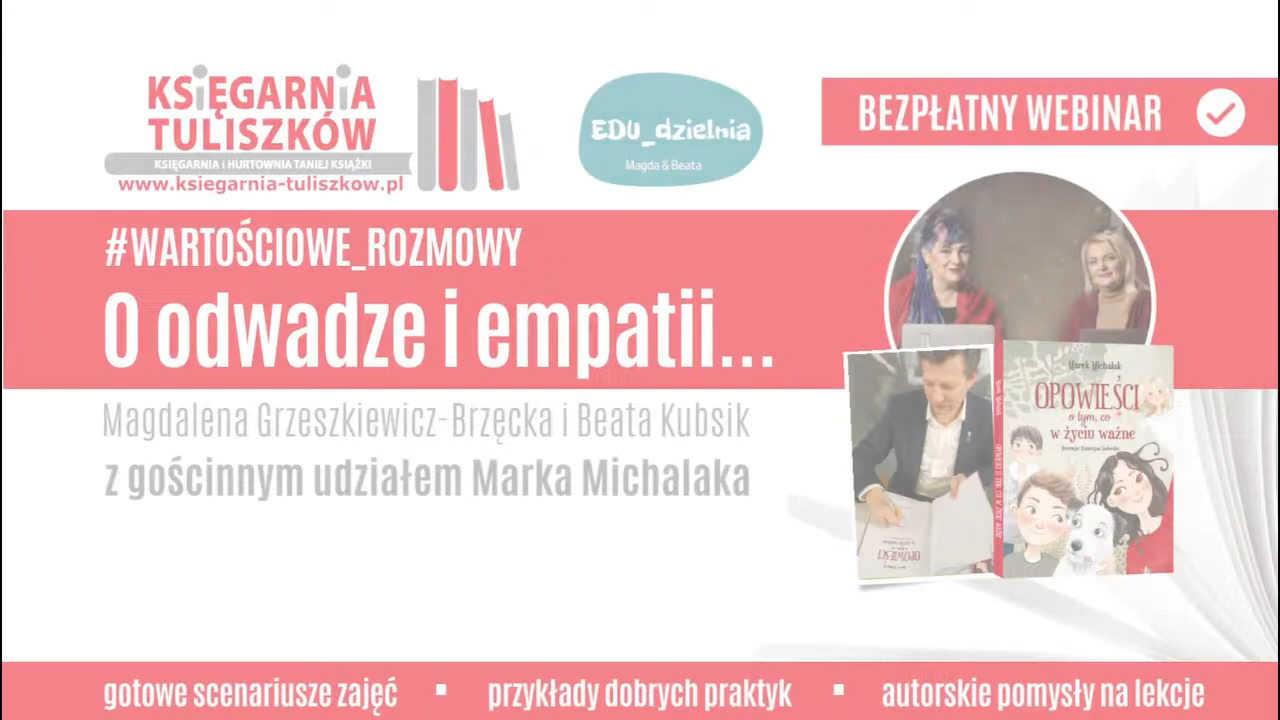 KSIĘGARNIA
TULISZKÓW
KSIĘGARNIA i HURTOWNIA TANIEJ KSIĄŻKI
www.ksiegarnia-tuliszkow.pl
EDU_dzielnia
Magda & Beata
BEZPŁATNY WEBINAR
#WARTOŚCIOWE_ROZMOWY
O odwadze i empatii...
Magdalena Grzeszkiewicz-Brzęcka i Beata Kubsik
z gościnnym udziałem Marka Michalaka
Marek Michalak
OPOWIEŚCI
o tym, co
w życiu ważne
OPOWIEŚCI
gotowe scenariusze zajęć ▪ przykłady dobrych praktyk ▪ autorskie pomysły na lekcje